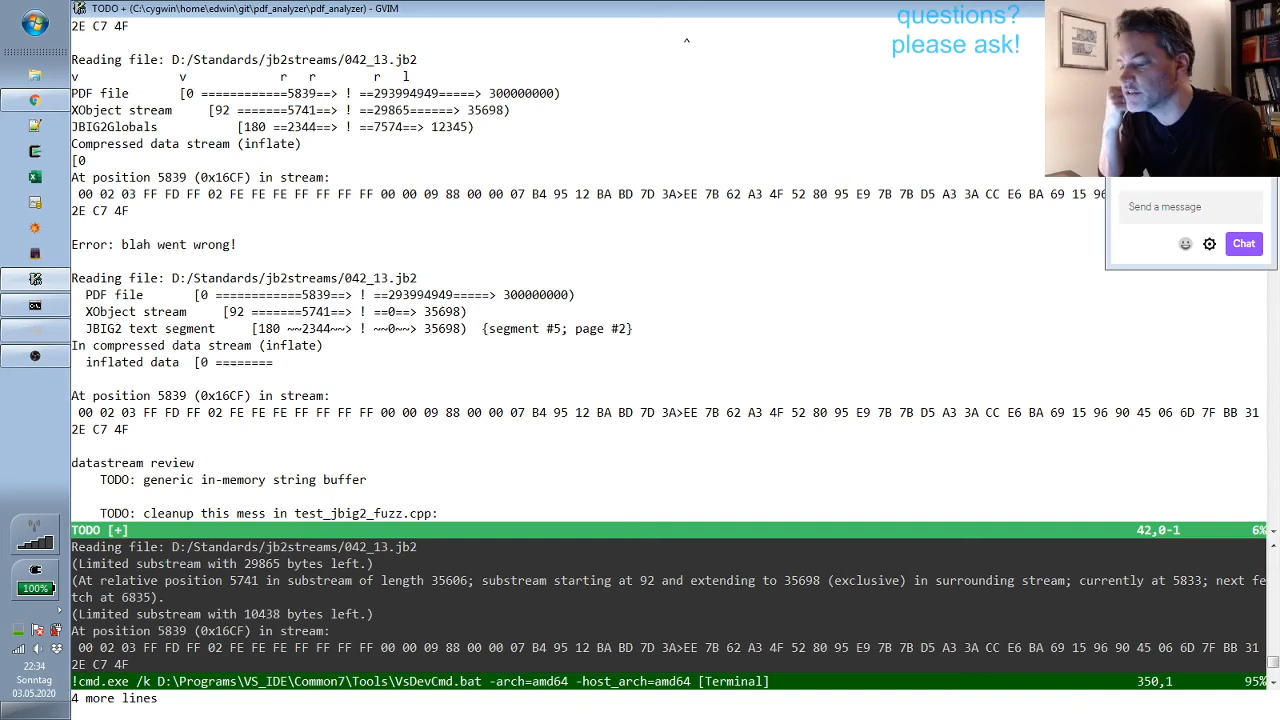 TODO + (C:\cygwin\home\edwin\git\pdf_analyzer\pdf_analyzer) - GVIM
2E C7 4F
^
questions?
please ask!
Reading file: D:/Standards/jb2streams/042_13.jb2
v v r r r l
PDF file [0 ============5839==> ! ==293994949=====> 300000000)
XObject stream [92 =======5741==> ! ==29865======> 35698)
JBIG2Globals [180 ==2344==> ! ==7574==> 12345)
Compressed data stream (inflate)
[0
At position 5839 (0x16CF) in stream:
00 02 03 FF FD FF 02 FE FE FE FF FF FF FF 00 00 09 88 00 00 07 B4 95 12 BA BD 7D 3A>EE 7B 62 A3 4F 52 80 95 E9 7B 7B D5 A3 3A CC E6 BA 69 15 96
2E C7 4F
Error: blah went wrong!
Reading file: D:/Standards/jb2streams/042_13.jb2
PDF file [0 ============5839==> ! ==293994949=====> 300000000)
XObject stream [92 =======5741==> ! ==0==> 35698)
JBIG2 text segment [180 ~~2344~~> ! ~~0~~> 35698) {segment #5; page #2}
In compressed data stream (inflate)
inflated data [0 ========
At position 5839 (0x16CF) in stream:
00 02 03 FF FD FF 02 FE FE FE FF FF FF FF 00 00 09 88 00 00 07 B4 95 12 BA BD 7D 3A>EE 7B 62 A3 4F 52 80 95 E9 7B 7B D5 A3 3A CC E6 BA 69 15 96 90 45 06 6D 7F BB 31
2E C7 4F
datastream review
TODO: generic in-memory string buffer
TODO: cleanup this mess in test_jbig2_fuzz.cpp:
TODO [+] 42,0-1 6%
Reading file: D:/Standards/jb2streams/042_13.jb2
(Limited substream with 29865 bytes left.)
(At relative position 5741 in substream of length 35606; substream starting at 92 and extending to 35698 (exclusive) in surrounding stream; currently at 5833; next fe
tch at 6835).
(Limited substream with 10438 bytes left.)
At position 5839 (0x16CF) in stream:
00 02 03 FF FD FF 02 FE FE FE FF FF FF FF 00 00 09 88 00 00 07 B4 95 12 BA BD 7D 3A>EE 7B 62 A3 4F 52 80 95 E9 7B 7B D5 A3 3A CC E6 BA 69 15 96 90 45 06 6D 7F BB 31
2E C7 4F
!cmd.exe /k D:\Programs\VS_IDE\Common7\Tools\VsDevCmd.bat -arch=amd64 -host_arch=amd64 [Terminal] 350,1 95%
4 more lines
Send a message
Chat
100%
22:34
Sonntag
03.05.2020